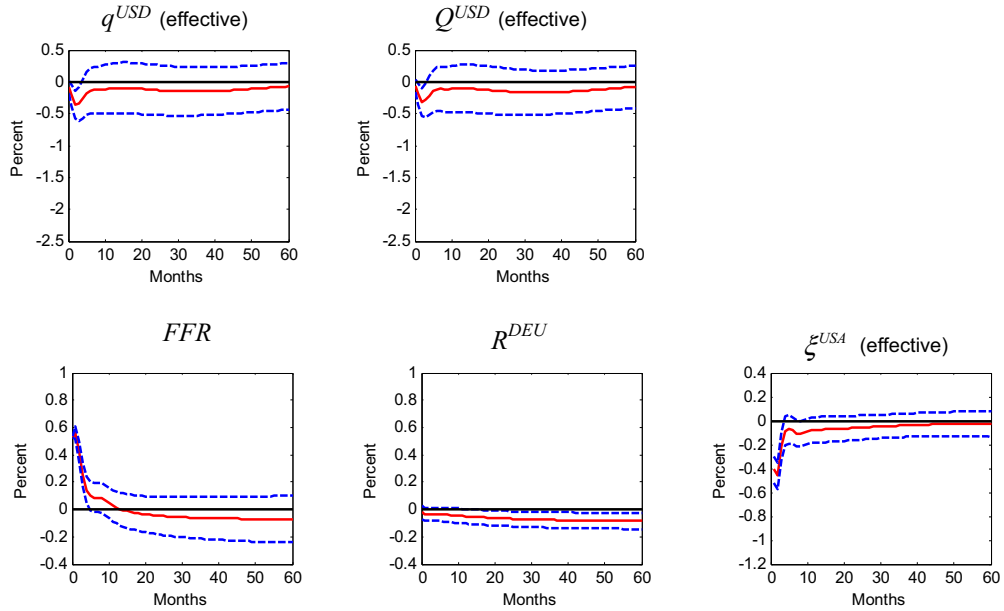 q^USD (effective)
Q^USD (effective)
0.5
0
-0.5
-1
-1.5
-2
-2.5
Percent
0 10 20 30 40 50 60
Months
0.5
0
-0.5
-1
-1.5
-2
-2.5
Percent
0 10 20 30 40 50 60
Months
FFR
R^DEU
ξ^USA (effective)
1
0.8
0.6
0.4
0.2
0
-0.2
-0.4
Percent
0 10 20 30 40 50 60
Months
1
0.8
0.6
0.4
0.2
0
-0.2
-0.4
Percent
0 10 20 30 40 50 60
Months
0.4
0.2
0
-0.2
-0.4
-0.6
-0.8
-1
-1.2
Percent
0 10 20 30 40 50 60
Months